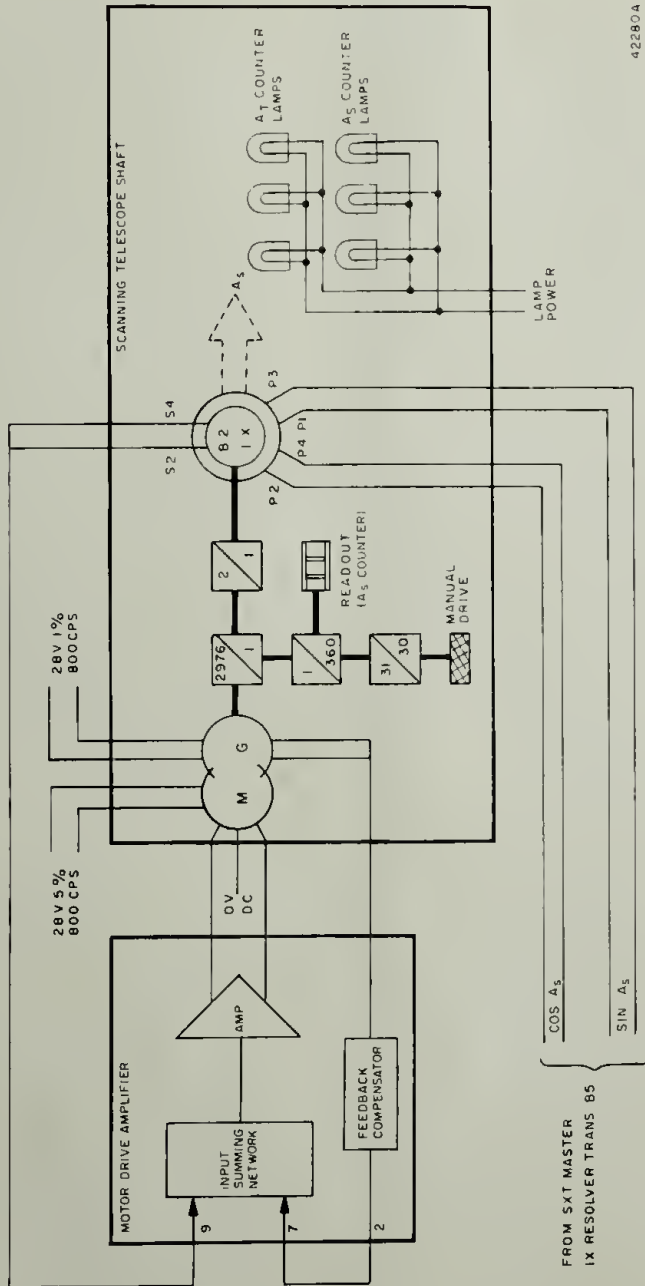 SCANNING TELESCOPE SHAFT
28V 5%
800 CPS
28V 1%
800 CPS
MOTOR DRIVE AMPLIFIER
INPUT
SUMMING
NETWORK
AMP
FEEDBACK
COMPENSATOR
9
7
2
0V
DC
M
G
2976
1
2
1
1
360
31
30
READOUT
(As COUNTER)
MANUAL
DRIVE
S2
S4
B2
1X
As
P2
P4
P1
P3
AT COUNTER
LAMPS
As COUNTER
LAMPS
LAMP
POWER
COS As
SIN As
FROM SXT MASTER
1X RESOLVER TRANS B5
42280A